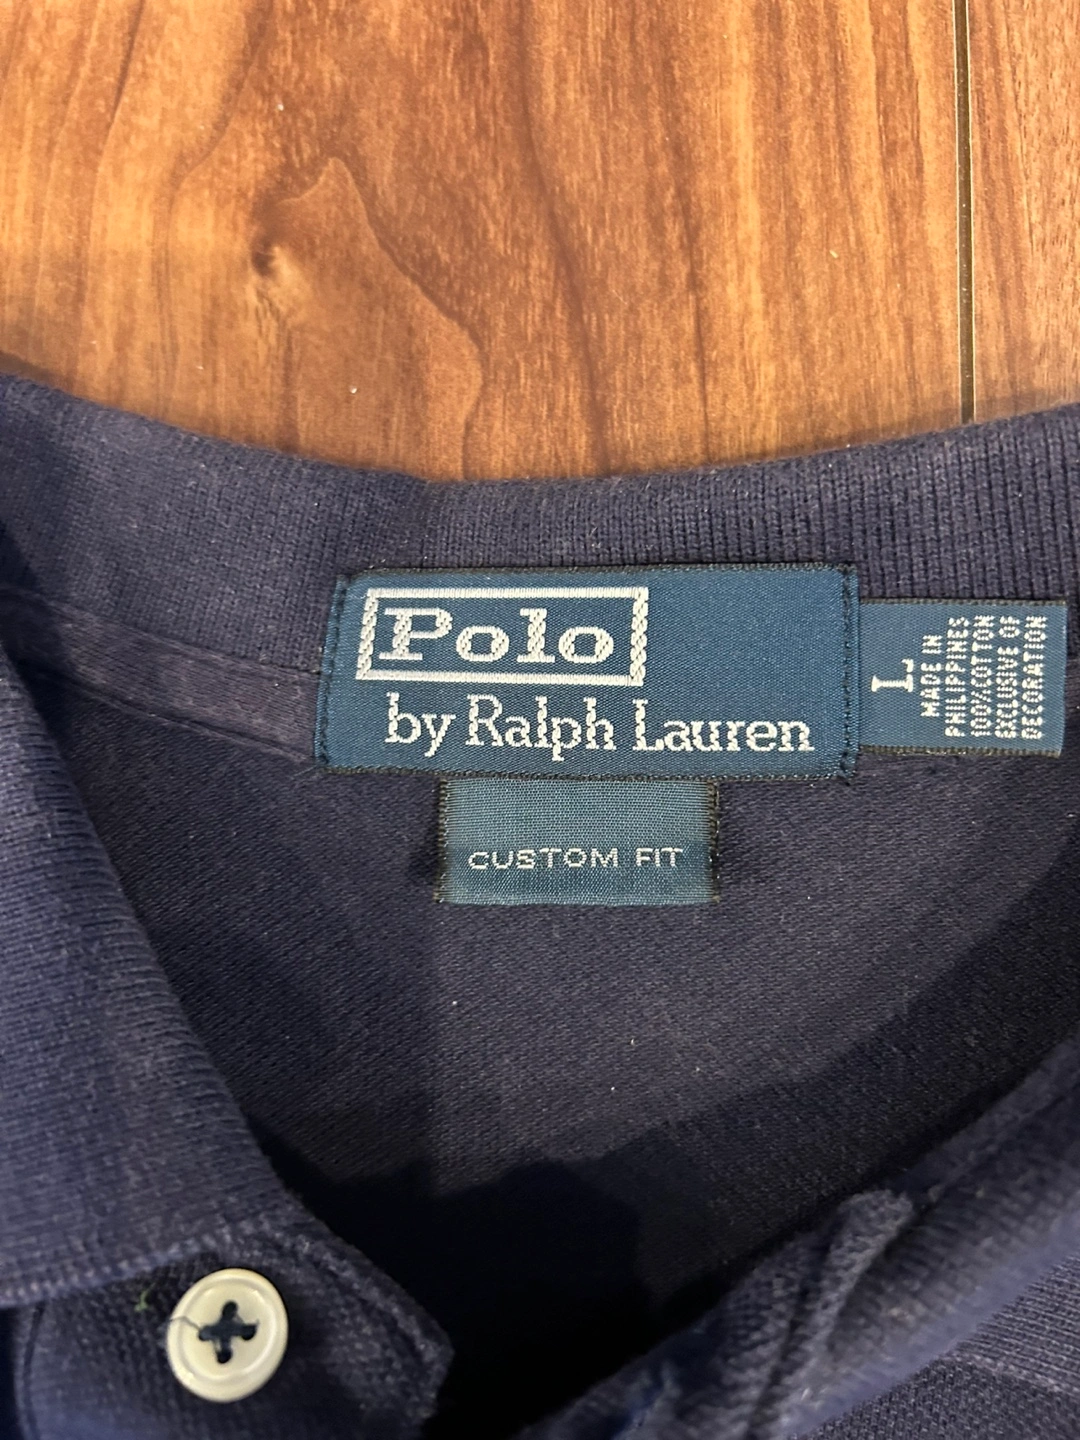 Polo
by Ralph Lauren
CUSTOM FIT
L
MADE IN
PHILIPPINES
100% COTTON
EXCLUSIVE OF
DECORATION